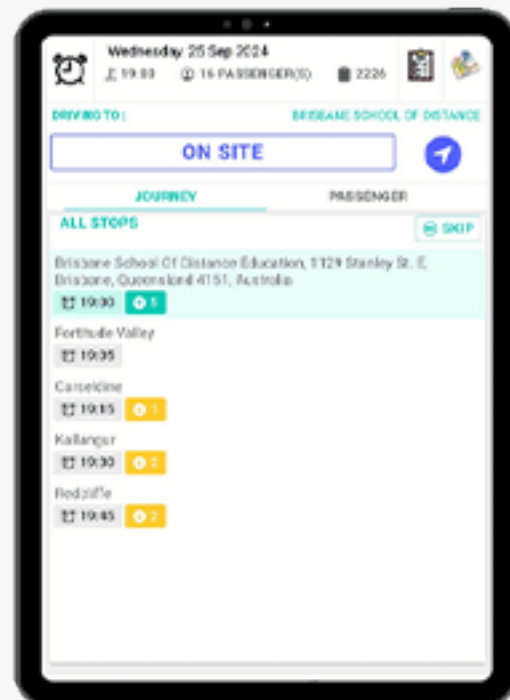 Wednesday 25 Sep 2024
19:00 16 PASSENGER(S) 2226
DRIVING TO : BRISBANE SCHOOL OF DISTANCE
ON SITE
JOURNEY PASSENGER
ALL STOPS SKIP
Brisbane School Of Distance Education, 1129 Stanley St. E,
Brisbane, Queensland 4151, Australia
19:00 5
Valley
19:05
Carseldine
19:15 1
Kallangur
19:30 2
Redcliffe
19:45 2